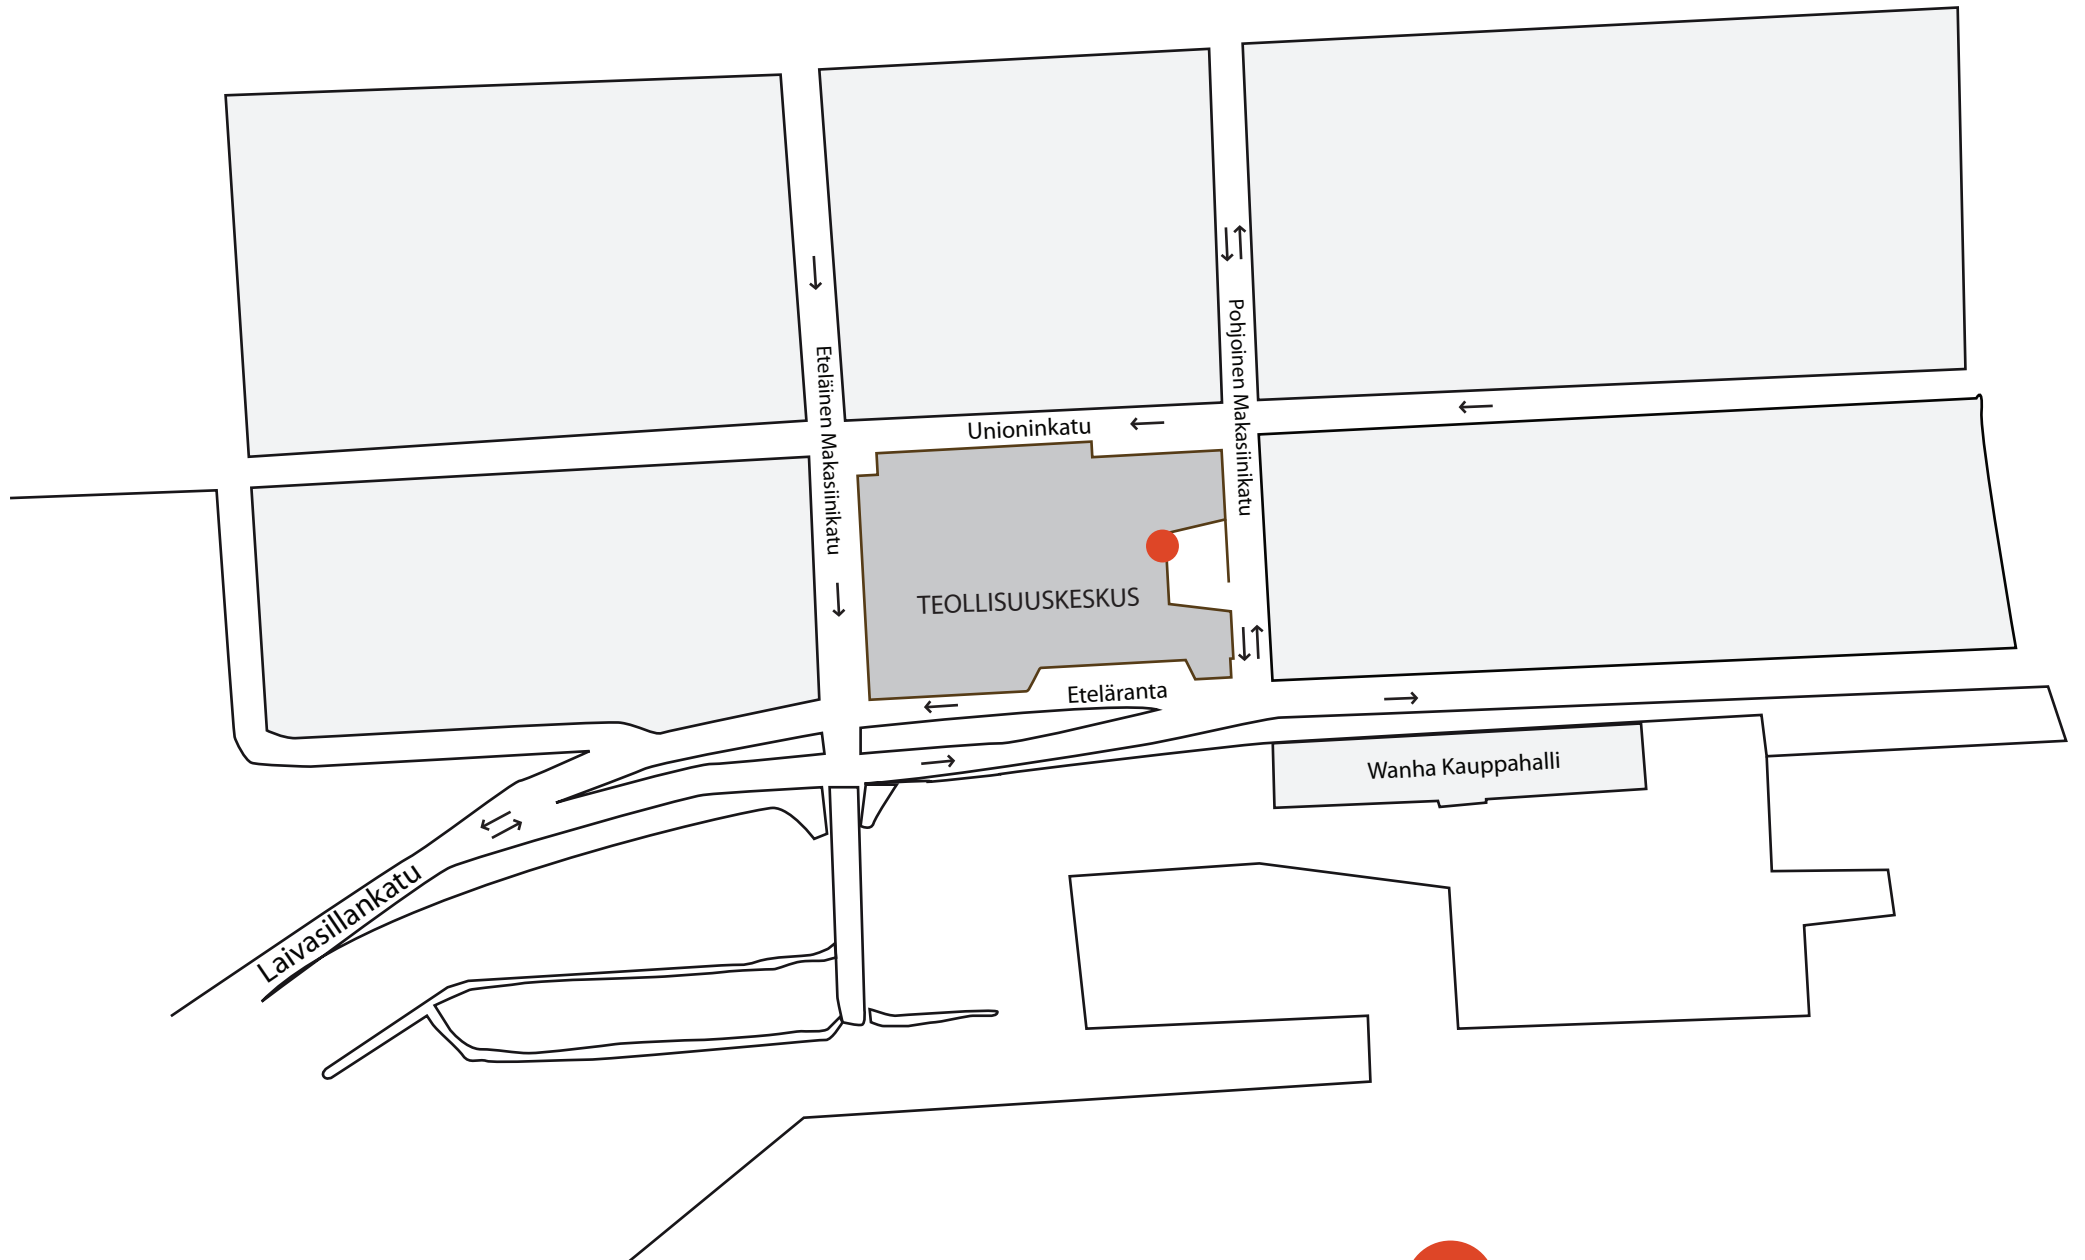 Eteläinen Makasiinikatu
Pohjoinen Makasiinikatu
Unioninkatu
TEOLLISUUSKESKUS
Eteläranta
Wanha Kauppahalli
Laivasillankatu